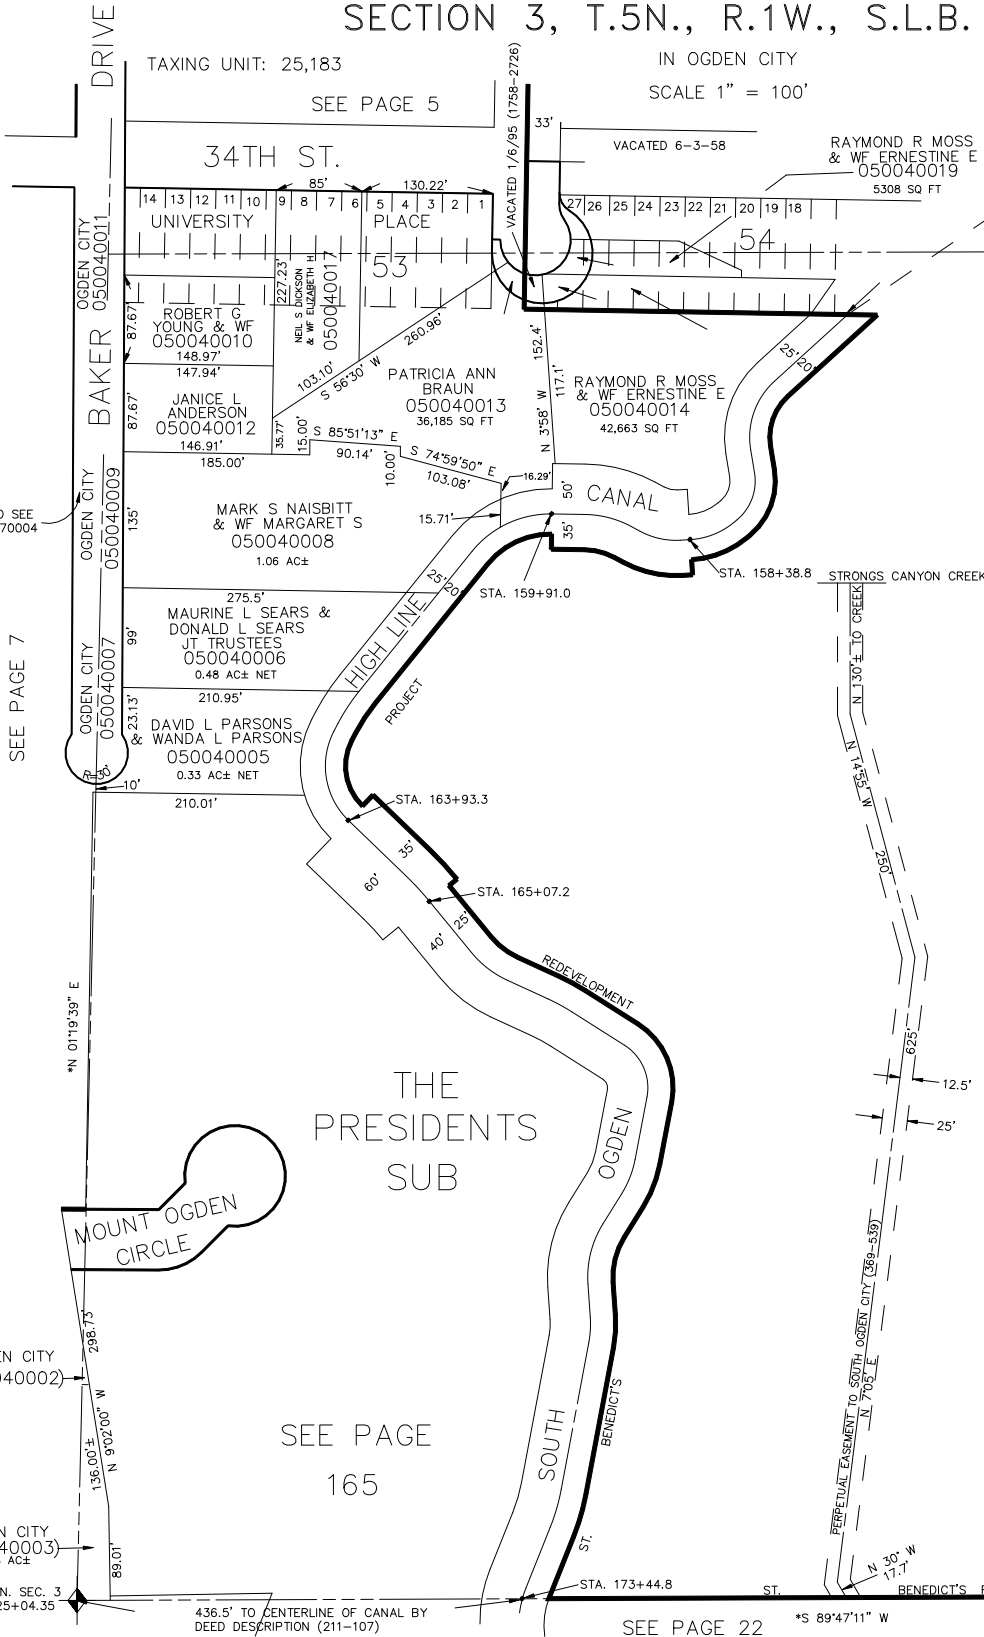 SECTION 3, T.5N., R.1W., S.L.B.
IN OGDEN CITY
SCALE 1" = 100'
TAXING UNIT: 25,183
SEE PAGE 5
34TH ST.
DRIVE
BAKER
VACATED 1/6/95 (1758-2726)
33'
VACATED 6-3-58
RAYMOND R MOSS
& WF ERNESTINE E
050040019
5308 SQ FT
85'
130.22'
14 13 12 11 10 9 8 7 6 5 4 3 2 1
27 26 25 24 23 22 21 20 19 18
UNIVERSITY PLACE
53
54
OGDEN CITY
050040011
227.23'
NEIL S DICKSON
& WF ELIZABETH H
050040017
87.67'
ROBERT G
YOUNG & WF
050040010
148.97'
147.94'
87.67'
JANICE L
ANDERSON
050040012
146.91'
185.00'
260.96'
103.10'
S 56°30' W
PATRICIA ANN
BRAUN
050040013
36,185 SQ FT
152.4'
117.1'
N 3°58' W
RAYMOND R MOSS
& WF ERNESTINE E
050040014
42,663 SQ FT
25'
20'
35.77'
15.00'
S 85°51'13" E
90.14'
10.00'
S 74°59'50" E
103.08'
16.29'
15.71'
50'
35'
CANAL
OGDEN CITY
050040009
135'
MARK S NAISBITT
& WF MARGARET S
050040008
1.06 AC±
D SEE
70004
STA. 159+91.0
STA. 158+38.8
STRONGS CANYON CREEK
N 130'± TO CREEK
25'
20'
275.5'
MAURINE L SEARS &
DONALD L SEARS
JT TRUSTEES
050040006
0.48 AC± NET
99'
HIGH LINE
PROJECT
SEE PAGE 7
OGDEN CITY
050040007
210.95'
23.13'
DAVID L PARSONS
& WANDA L PARSONS
050040005
0.33 AC± NET
R=30'
10'
210.01'
N 14°55' W
250'
STA. 163+93.3
35'
60'
STA. 165+07.2
25'
40'
REDEVELOPMENT
*N 01°19'39" E
625'
12.5'
25'
THE
PRESIDENTS
SUB
OGDEN
MOUNT OGDEN
CIRCLE
PERPETUAL EASEMENT TO SOUTH OGDEN CITY (369-539)
N 7°05' E
298.73'
EN CITY
040002)
N 9°02'00" W
136.00'±
SEE PAGE
165
SOUTH
BENEDICT'S
ST.
N CITY
40003)
AC±
89.01'
N. SEC. 3
25+04.35
436.5' TO CENTERLINE OF CANAL BY
DEED DESCRIPTION (211-107)
STA. 173+44.8
ST. BENEDICT'S
N 30° W
17.7'
SEE PAGE 22
*S 89°47'11" W